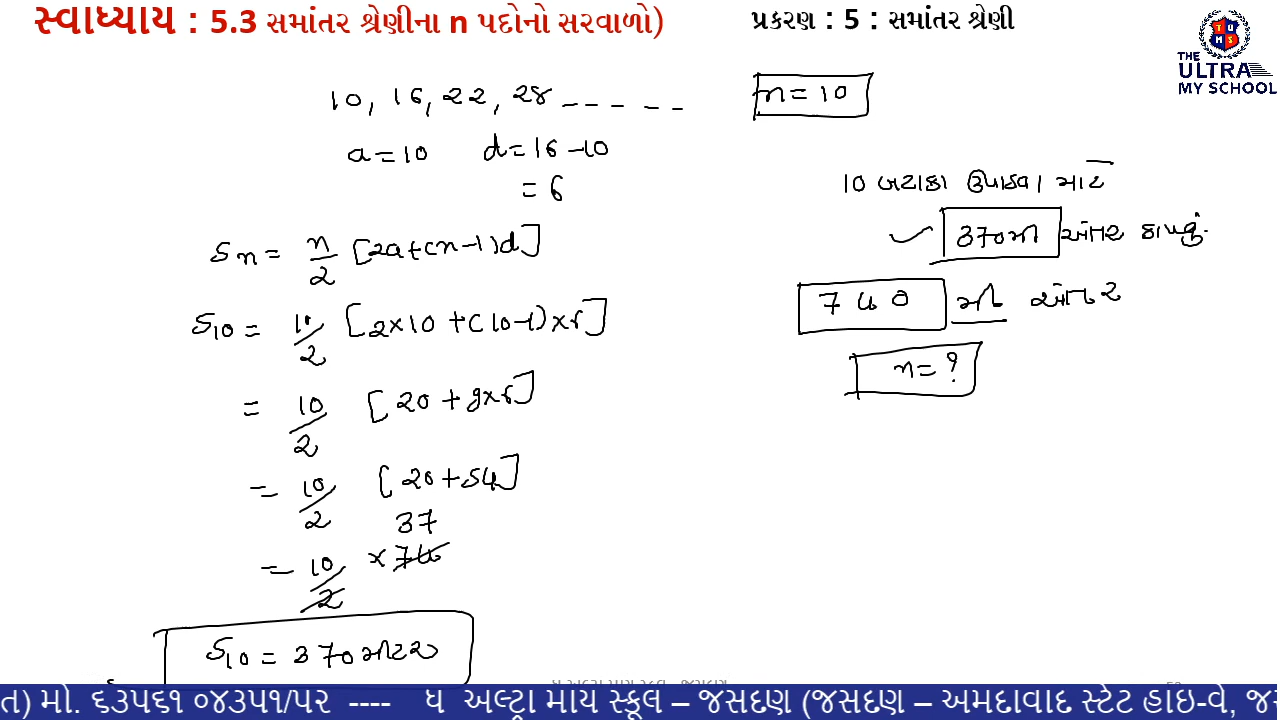 સ્વાધ્યાય : 5.3 સમાંતર શ્રેણીના n પદોનો સરવાળો)
પ્રકરણ : 5 : સમાંતર શ્રેણી
THE
ULTRA
MY SCHOOL
10, 16, 22, 28 _ _ _ _ _
n = 10
a = 10 d = 16 - 10
= 6
Sn = n/2 [2a + (n-1)d]
S10 = 10/2 [2×10 + (10-1)×6]
= 10/2 [20 + 9×6]
= 10/2 [20 + 54]
37
= 10/2 × 74
S10 = 370 મીટર
10 બટાકા ઉપાડવા માટે
✓ 370મી અંતર કાપ્યું.
740 મી અંતર
n = ?
ત) મો. ૬૩૫૬૧ ૦૪૩૫૧/૫૨ ---- ધ અલ્ટ્રા માય સ્કૂલ – જસદણ (જસદણ – અમદાવાદ સ્ટેટ હાઇ-વે, જસ